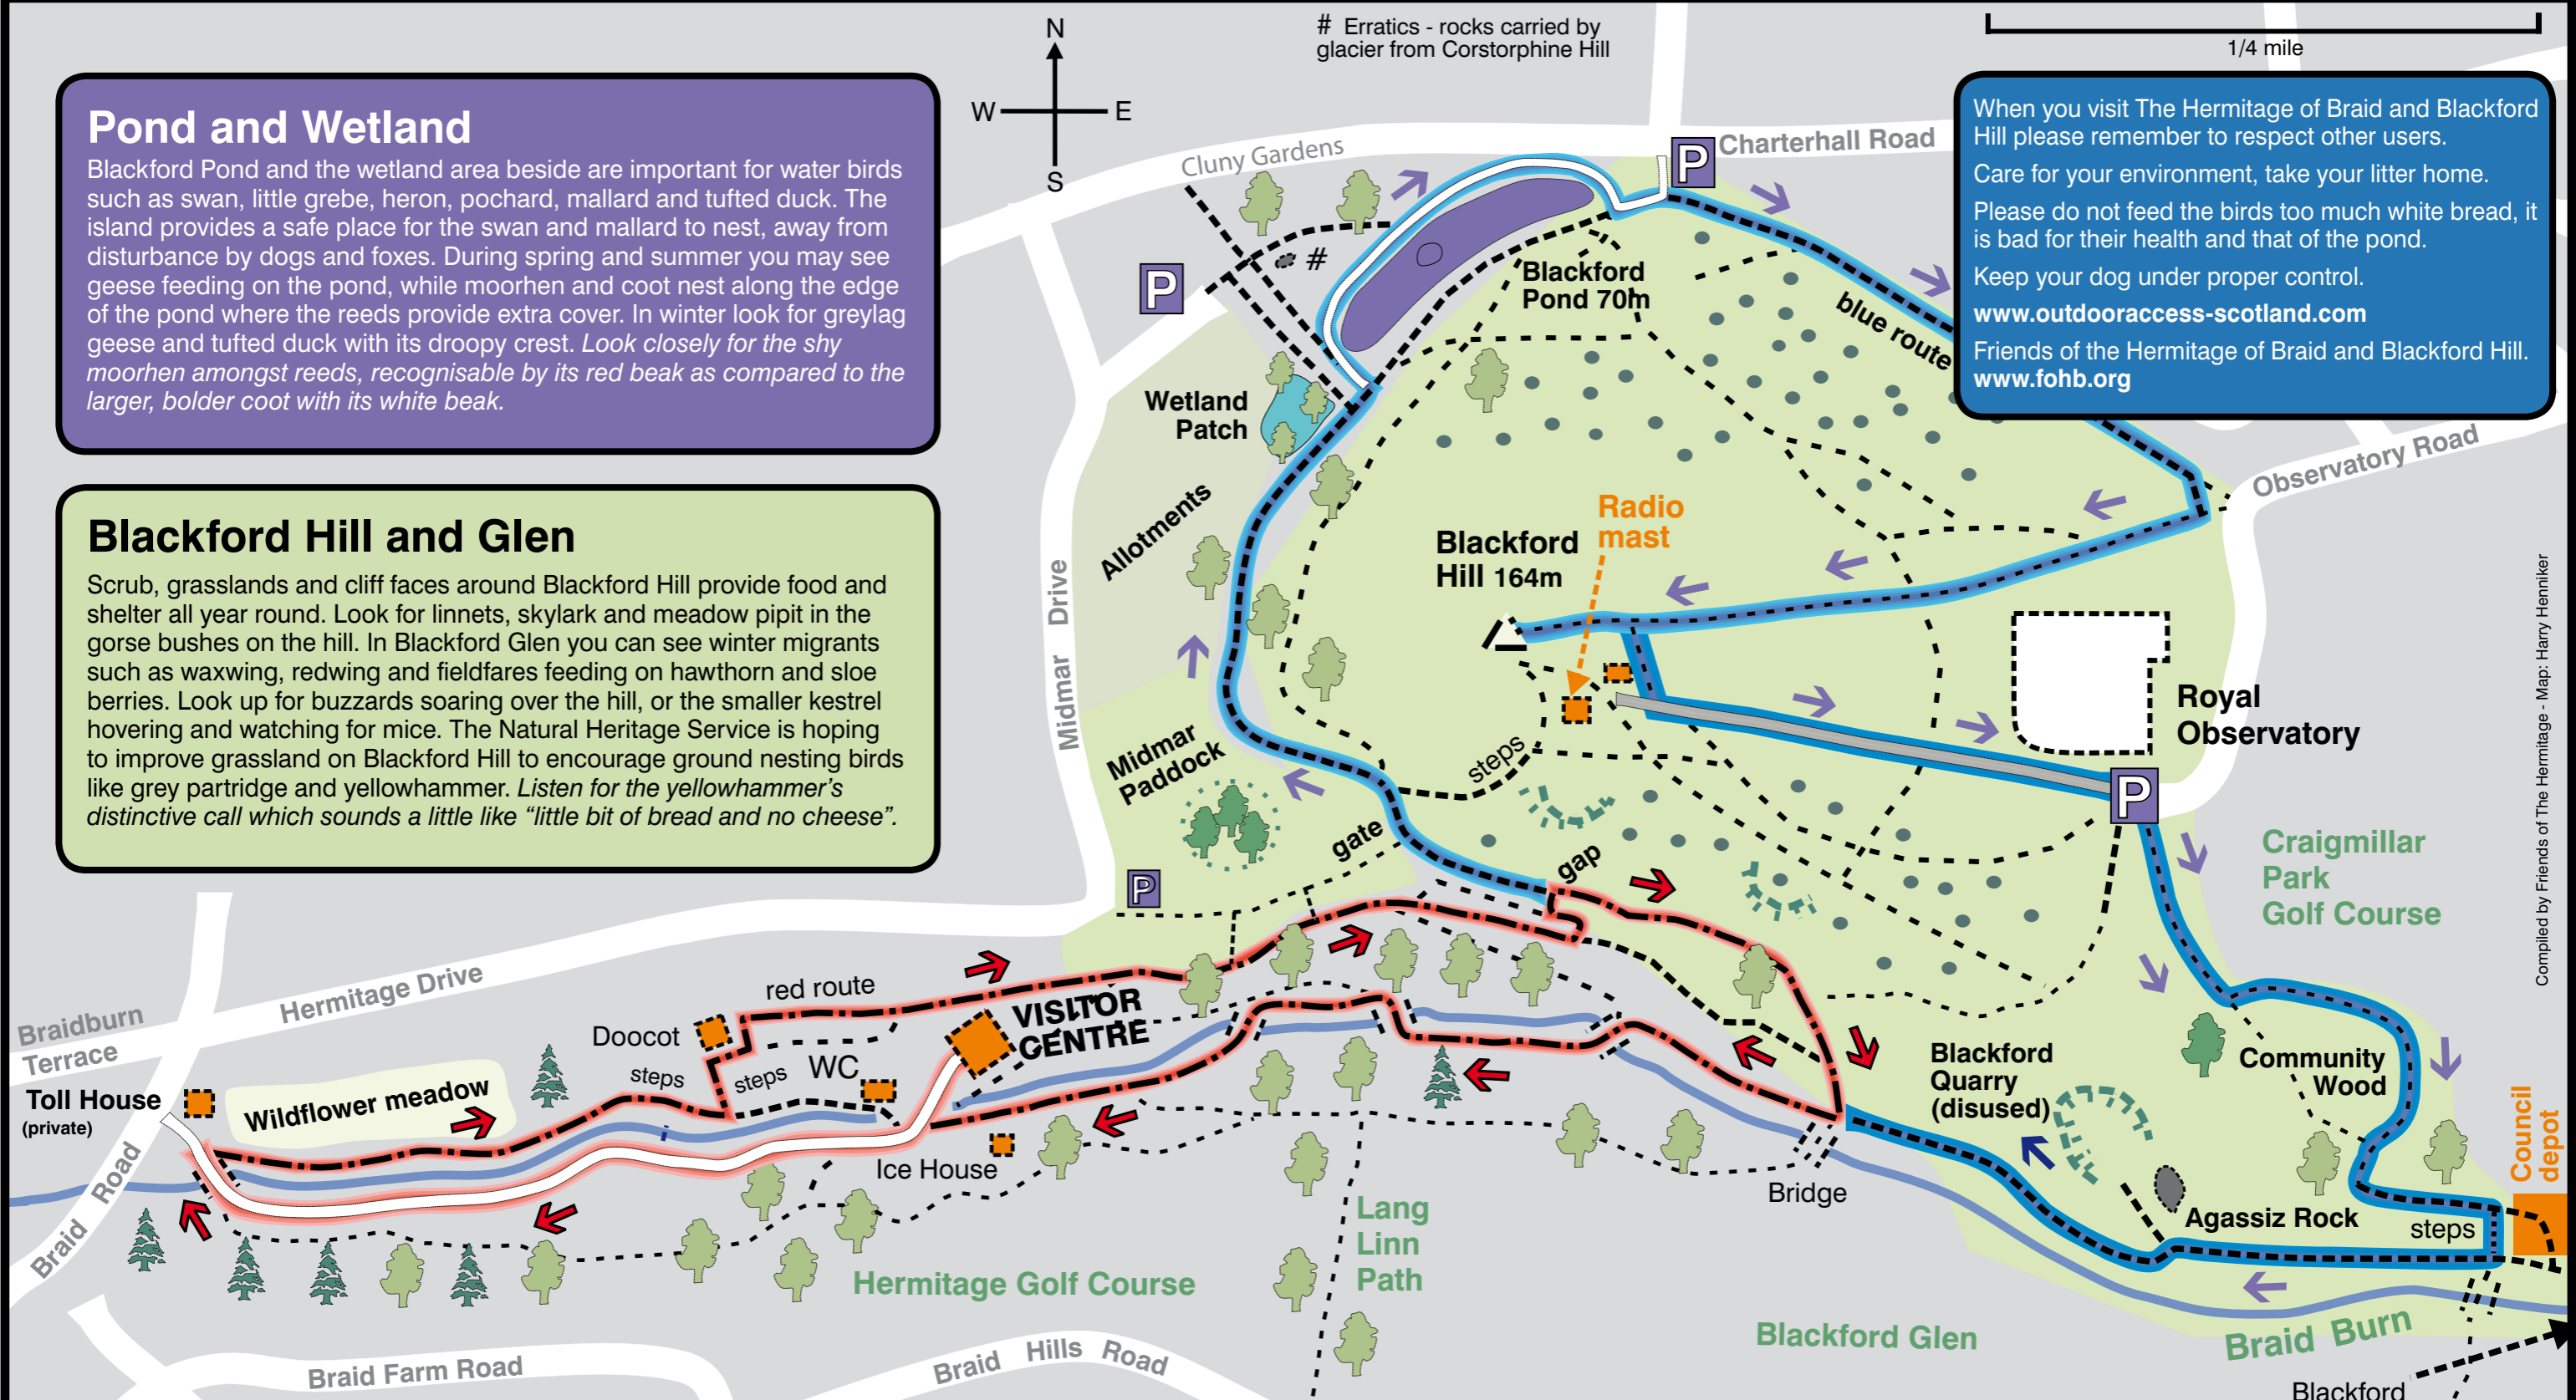 N
W
E
S
# Erratics - rocks carried by
glacier from Corstorphine Hill
1/4 mile
Pond and Wetland
Blackford Pond and the wetland area beside are important for water birds
such as swan, little grebe, heron, pochard, mallard and tufted duck. The
island provides a safe place for the swan and mallard to nest, away from
disturbance by dogs and foxes. During spring and summer you may see
geese feeding on the pond, while moorhen and coot nest along the edge
of the pond where the reeds provide extra cover. In winter look for greylag
geese and tufted duck with its droopy crest. Look closely for the shy
moorhen amongst reeds, recognisable by its red beak as compared to the
larger, bolder coot with its white beak.
When you visit The Hermitage of Braid and Blackford
Hill please remember to respect other users.
Care for your environment, take your litter home.
Please do not feed the birds too much white bread, it
is bad for their health and that of the pond.
Keep your dog under proper control.
www.outdooraccess-scotland.com
Friends of the Hermitage of Braid and Blackford Hill.
www.fohb.org
Blackford Hill and Glen
Scrub, grasslands and cliff faces around Blackford Hill provide food and
shelter all year round. Look for linnets, skylark and meadow pipit in the
gorse bushes on the hill. In Blackford Glen you can see winter migrants
such as waxwing, redwing and fieldfares feeding on hawthorn and sloe
berries. Look up for buzzards soaring over the hill, or the smaller kestrel
hovering and watching for mice. The Natural Heritage Service is hoping
to improve grassland on Blackford Hill to encourage ground nesting birds
like grey partridge and yellowhammer. Listen for the yellowhammer's
distinctive call which sounds a little like “little bit of bread and no cheese”.
Cluny Gardens
P
Charterhall Road
#
P
Blackford
Pond 70m
blue route
Wetland
Patch
Observatory Road
Allotments
Radio
mast
Blackford
Hill 164m
Midmar Drive
Royal
Observatory
Midmar
Paddock
steps
P
gate
gap
P
Craigmillar
Park
Golf Course
Compiled by Friends of The Hermitage - Map: Harry Henniker
Hermitage Drive
red route
VISITOR
CENTRE
Braidburn
Terrace
Doocot
steps
steps
WC
Toll House
(private)
Wildflower meadow
Blackford
Quarry
(disused)
Community
Wood
Council
depot
Ice House
Bridge
Agassiz Rock
steps
Braid Road
Lang
Linn
Path
Hermitage Golf Course
Blackford Glen
Braid Burn
Braid Farm Road
Braid Hills Road
Blackford